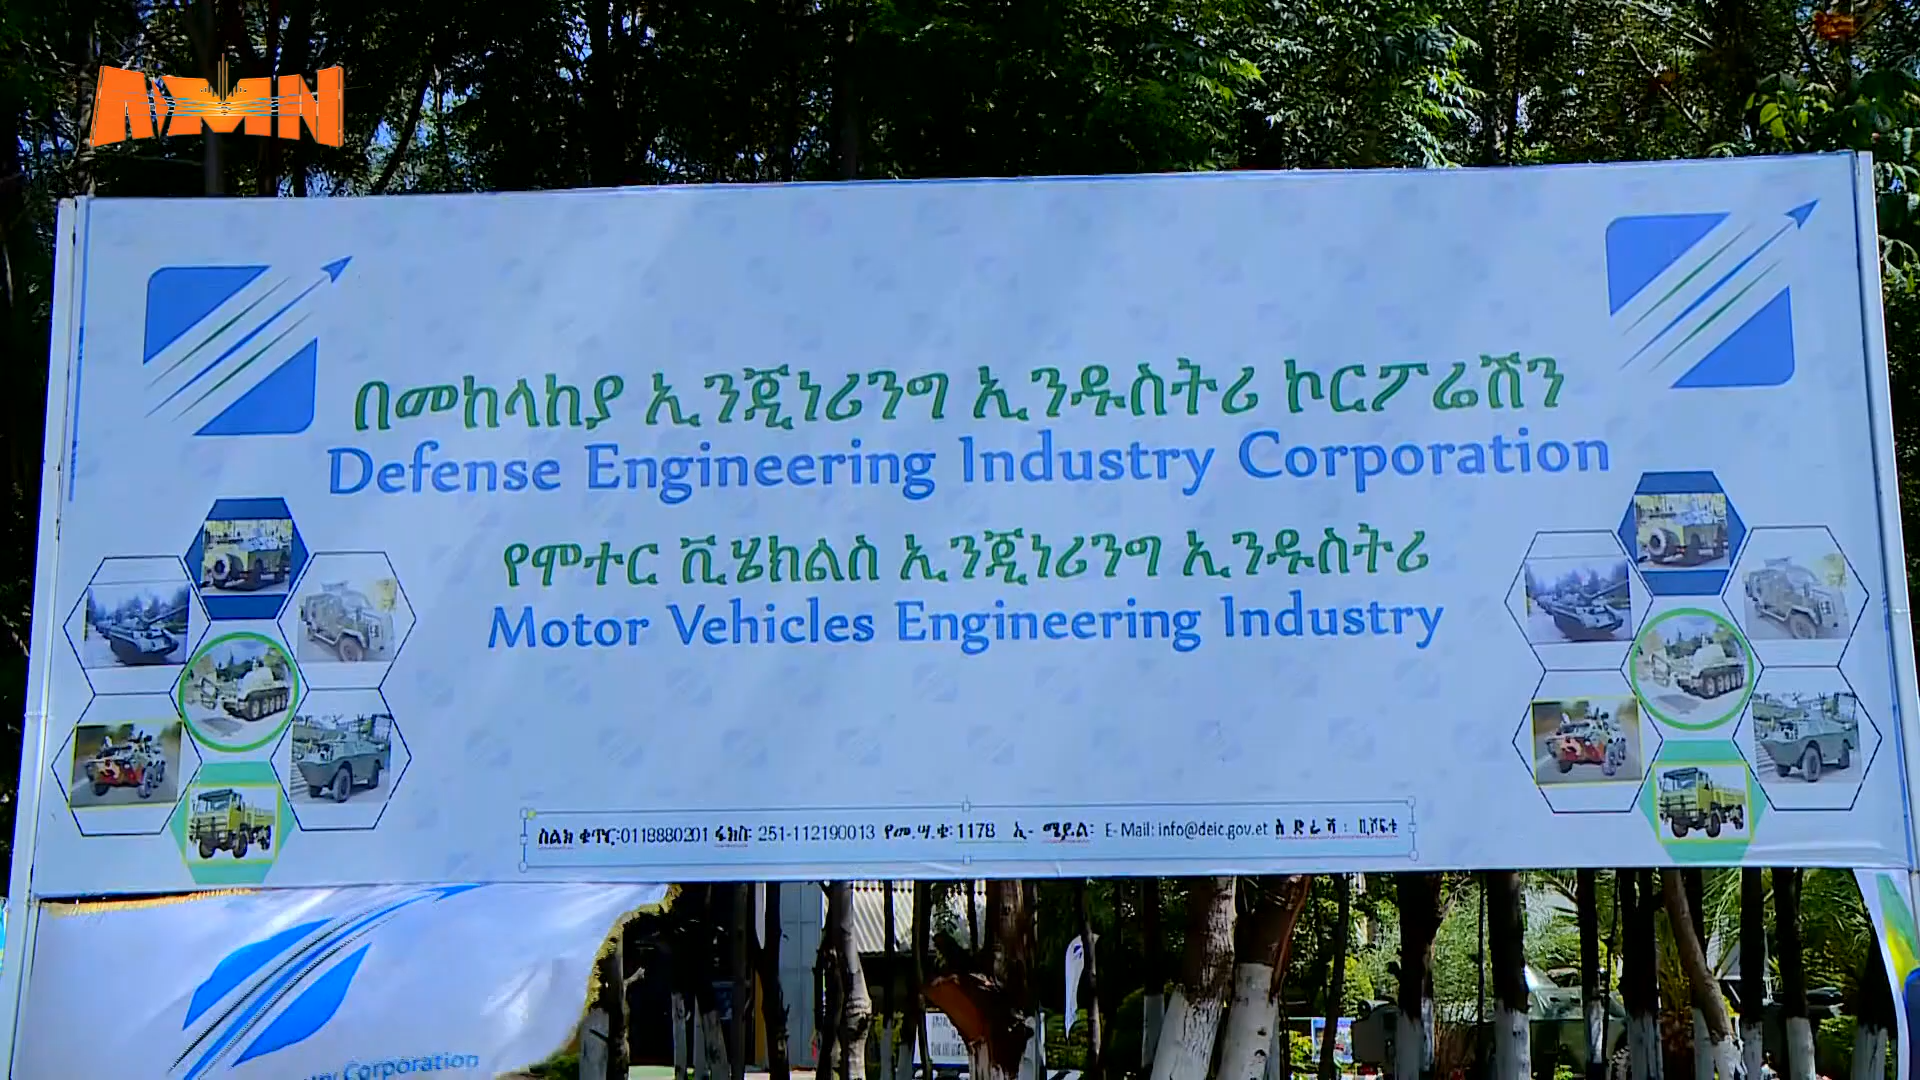 AMN
በመከላከያ ኢንጂነሪንግ ኢንዱስትሪ ኮርፖሬሽን
Defense Engineering Industry Corporation
የሞተር ቪሄክልስ ኢንጂነሪንግ ኢንዱስትሪ
Motor Vehicles Engineering Industry
ስልክ ቁጥር:0118880201 ፋክስ: 251-112190013 የመ.ሣ.ቁ: 1178 ኢ- ሜይል: E- Mail: info@deic.gov.et አ ድ ራ ሻ : ቢሾፍቱ
Corporation